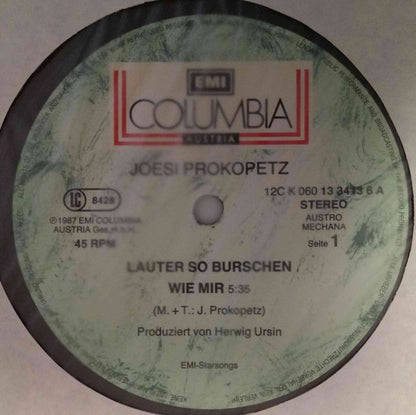 EMI
COLUMBIA
AUSTRIA
JOESI PROKOPETZ
LC 8428
12C K 060 13 3413 6 A
STEREO
℗1987 EMI COLUMBIA
AUSTRIA Ges.m.b.H.
AUSTRO
MECHANA
45 RPM
Seite 1
LAUTER SO BURSCHEN
WIE MIR 5:35
(M. + T.: J. Prokopetz)
Produziert von Herwig Ursin
EMI-Starsongs